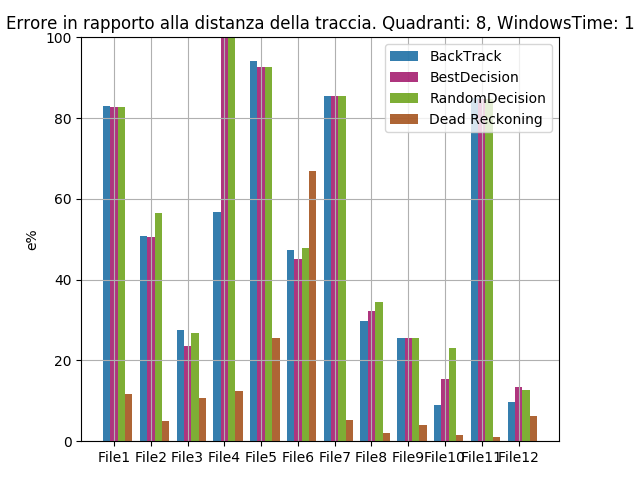 Errore in rapporto alla distanza della traccia. Quadranti: 8, WindowsTime: 1
BackTrack
BestDecision
RandomDecision
Dead Reckoning
e%
100
80
60
40
20
0
File1 File2 File3 File4 File5 File6 File7 File8 File9 File10 File11 File12